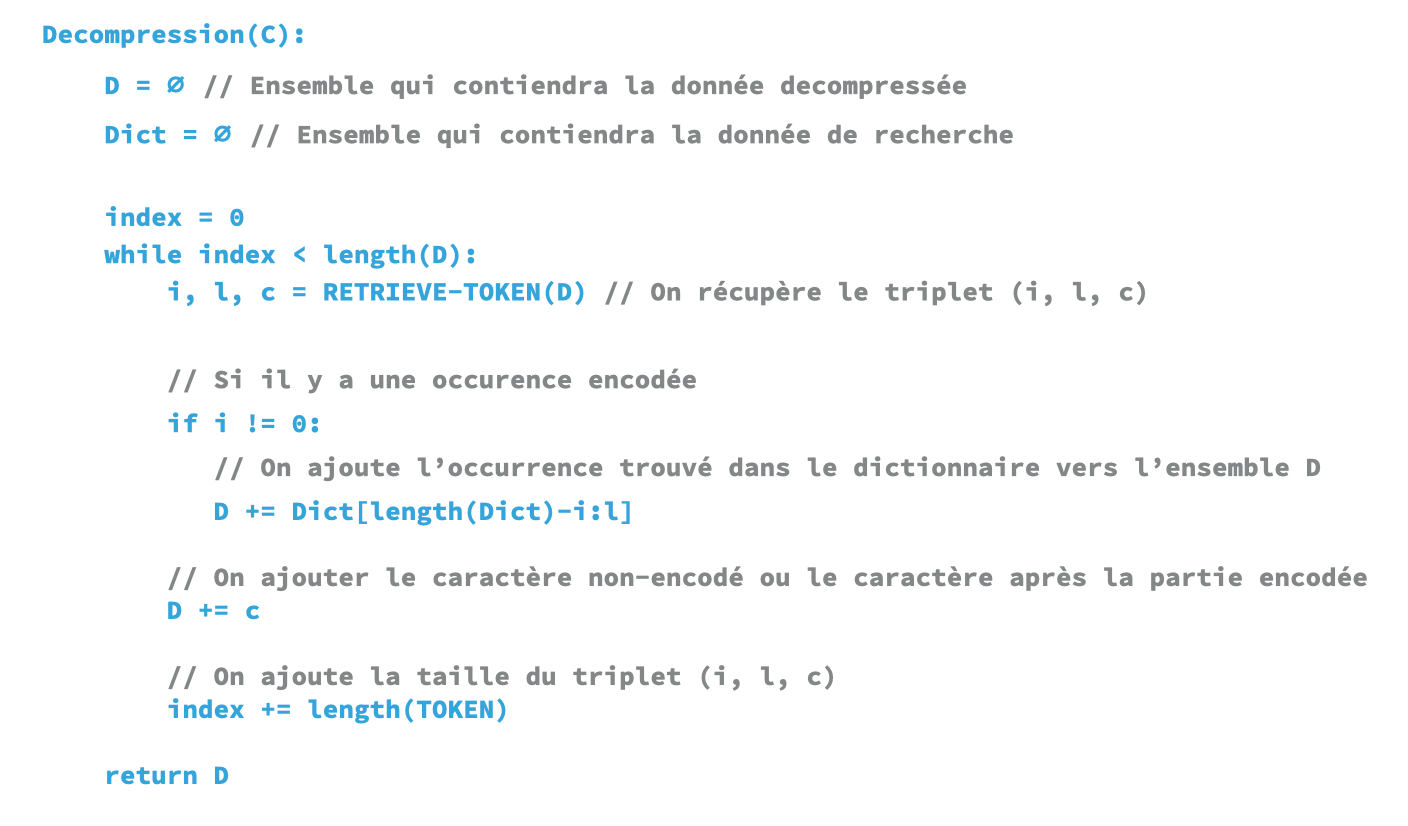 Decompression(C):
D = ∅ // Ensemble qui contiendra la donnée decompressée
Dict = ∅ // Ensemble qui contiendra la donnée de recherche
index = 0
while index < length(D):
i, l, c = RETRIEVE-TOKEN(D) // On récupère le triplet (i, l, c)
// Si il y a une occurence encodée
if i != 0:
// On ajoute l’occurrence trouvé dans le dictionnaire vers l’ensemble D
D += Dict[length(Dict)-i:l]
// On ajouter le caractère non-encodé ou le caractère après la partie encodée
D += c
// On ajoute la taille du triplet (i, l, c)
index += length(TOKEN)
return D